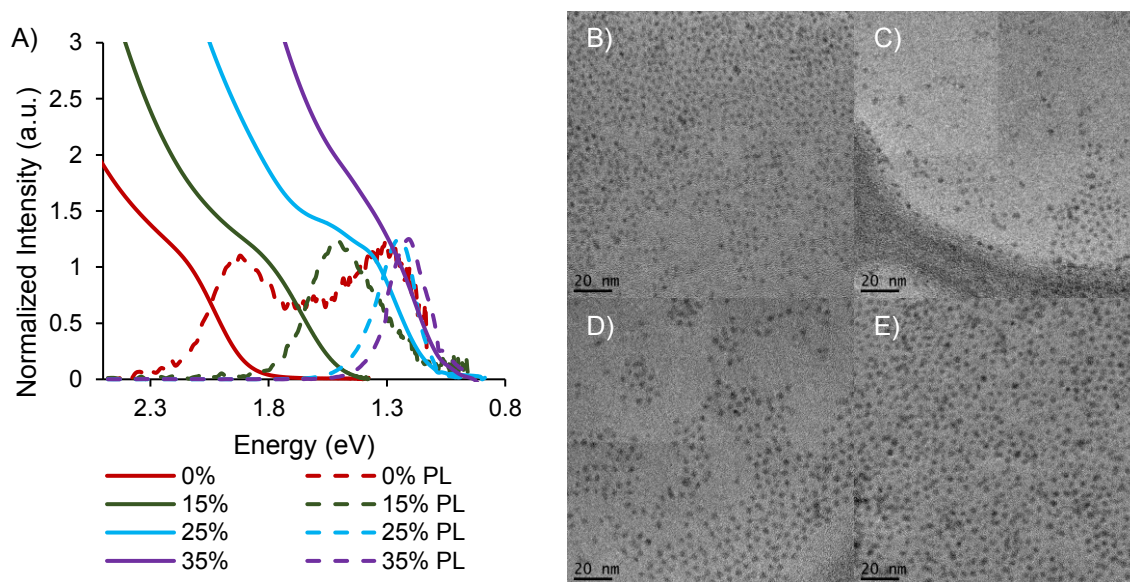 A)
Normalized Intensity (a.u.)
3
2.5
2
1.5
1
0.5
0
2.3 1.8 1.3 0.8
Energy (eV)
0% 0% PL
15% 15% PL
25% 25% PL
35% 35% PL
B)
20 nm
C)
20 nm
D)
20 nm
E)
20 nm